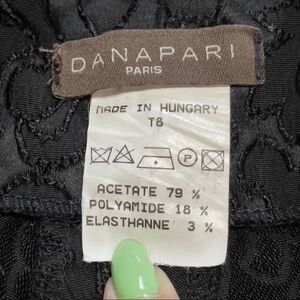 DANAPARI
PARIS
MADE IN HUNGARY
T8
P
ACETATE 79 %
POLYAMIDE 18 %
ELASTHANNE 3 %